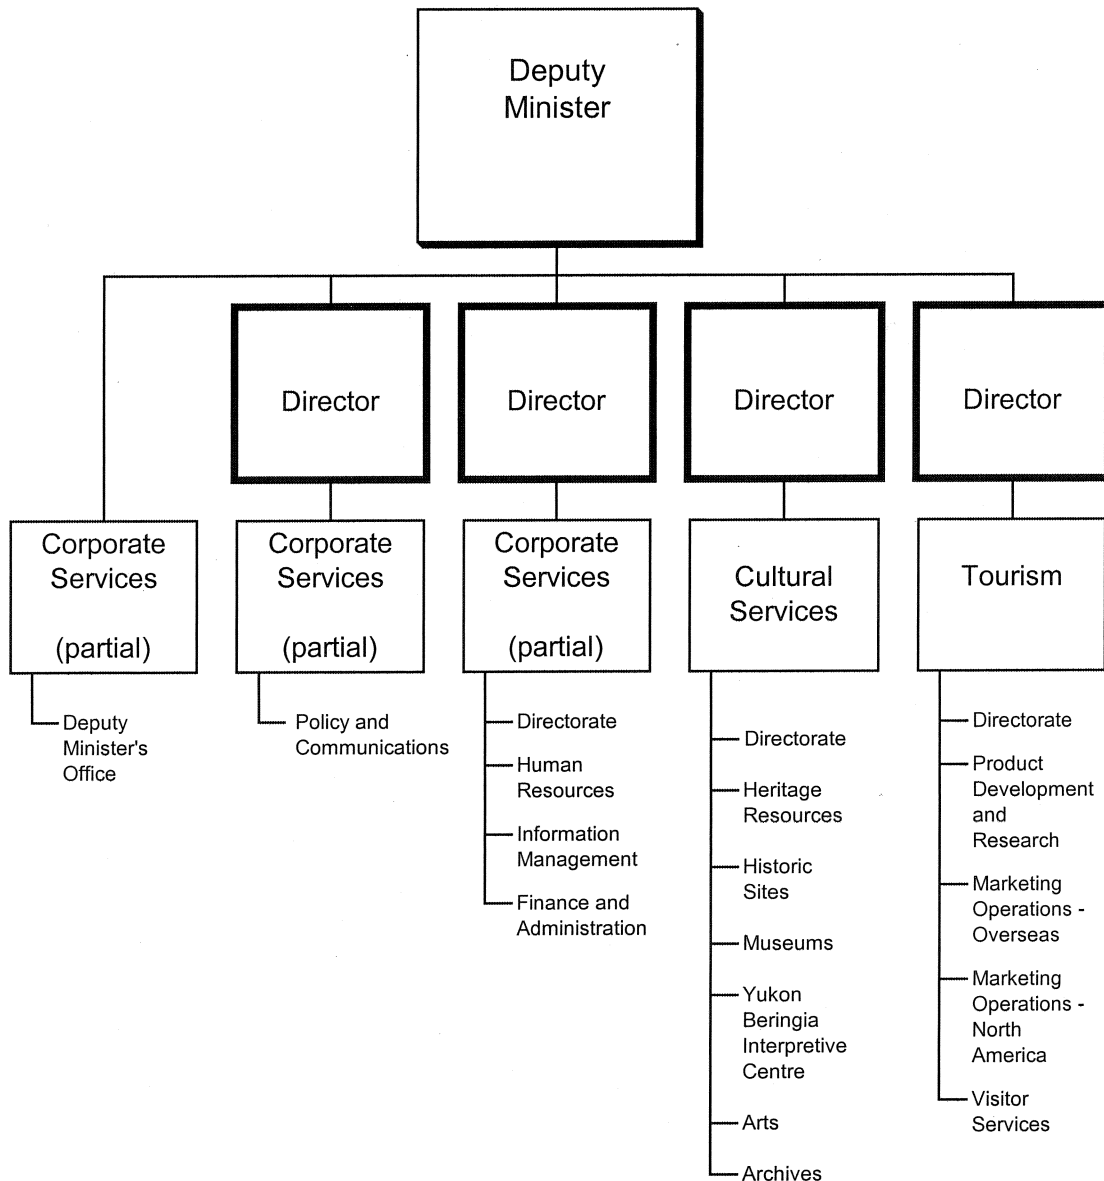 Deputy
Minister
Director
Director
Director
Director
Corporate
Services
(partial)
Deputy
Minister's
Office
Corporate
Services
(partial)
Policy and
Communications
Corporate
Services
(partial)
Directorate
Human
Resources
Information
Management
Finance and
Administration
Cultural
Services
Directorate
Heritage
Resources
Historic
Sites
Museums
Yukon
Beringia
Interpretive
Centre
Arts
Archives
Tourism
Directorate
Product
Development
and
Research
Marketing
Operations -
Overseas
Marketing
Operations -
North
America
Visitor
Services